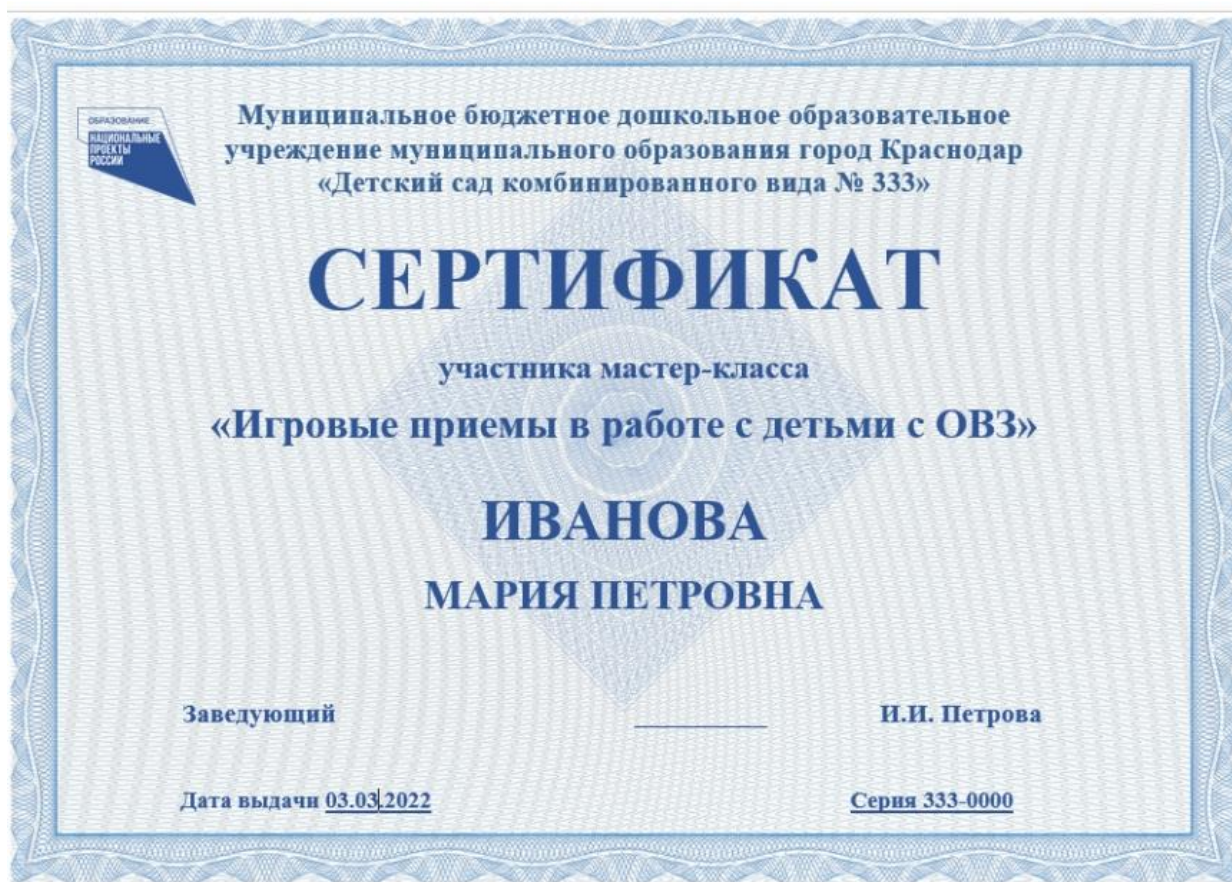 ОБРАЗОВАНИЕ
НАЦИОНАЛЬНЫЕ
ПРОЕКТЫ
РОССИИ
Муниципальное бюджетное дошкольное образовательное
учреждение муниципального образования город Краснодар
«Детский сад комбинированного вида № 333»
СЕРТИФИКАТ
участника мастер-класса
«Игровые приемы в работе с детьми с ОВЗ»
ИВАНОВА
МАРИЯ ПЕТРОВНА
Заведующий ___________ И.И. Петрова
Дата выдачи 03.03.2022 Серия 333-0000